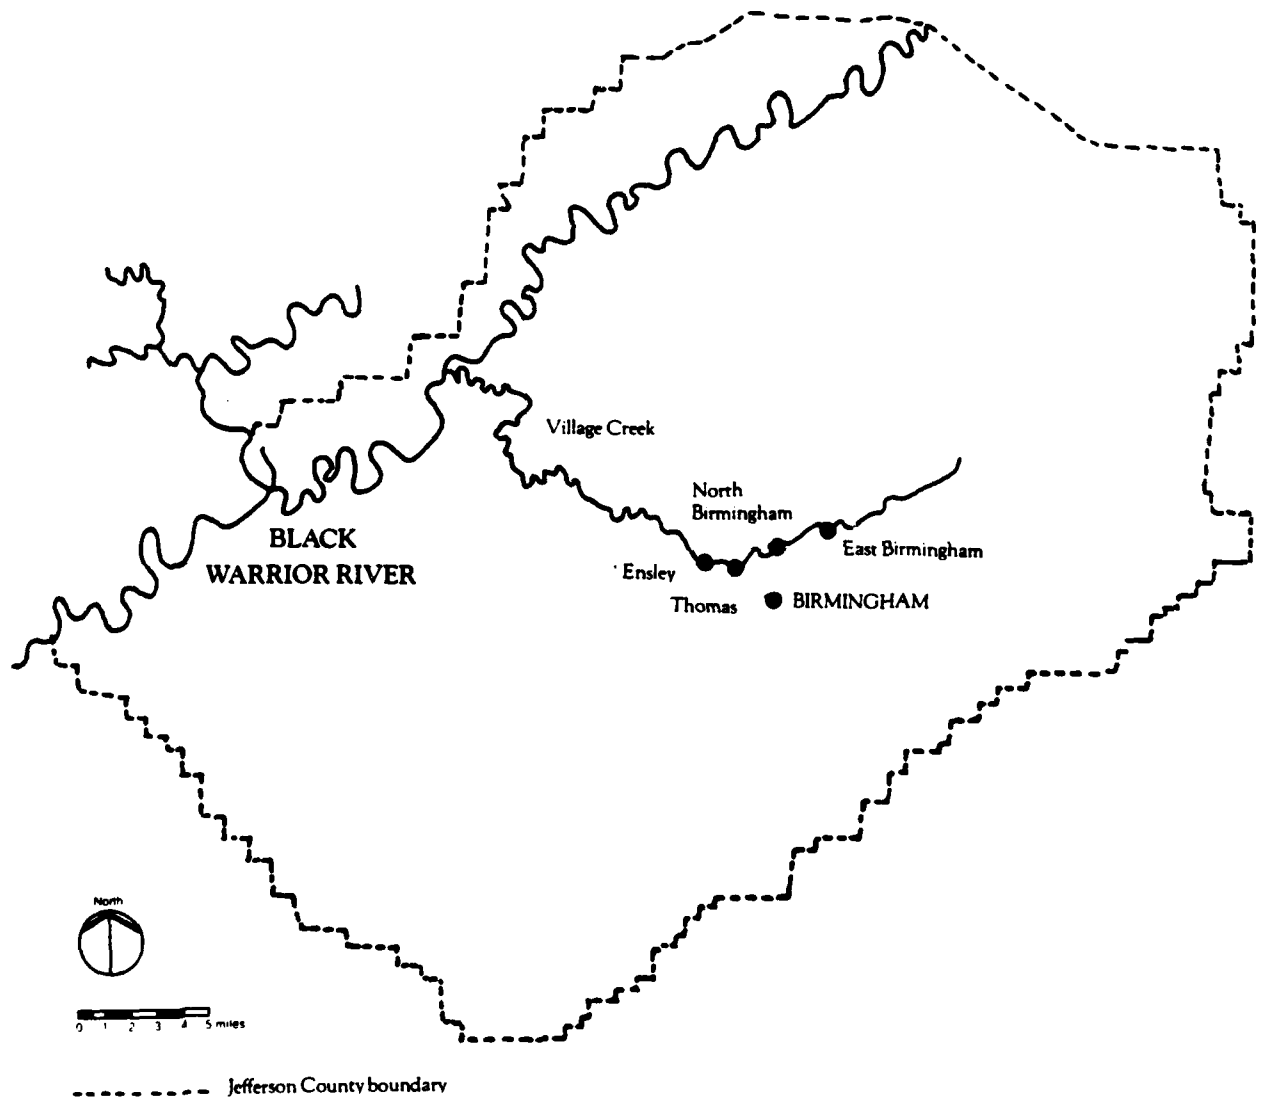 Village Creek
North
Birmingham
BLACK
WARRIOR RIVER
East Birmingham
Ensley
Thomas
BIRMINGHAM
North
0 1 2 3 4 5 miles
Jefferson County boundary